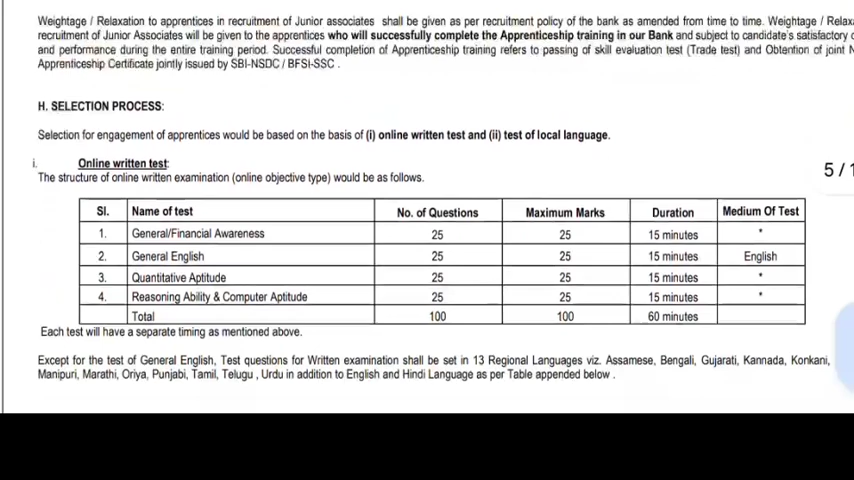 Weightage / Relaxation to apprentices in recruitment of Junior associates shall be given as per recruitment policy of the bank as amended from time to time. Weightage /
recruitment of Junior Associates will be given to the apprentices who will successfully complete the Apprenticeship training in our Bank and subject to candidate's satisfactory
and performance during the entire training period. Successful completion of Apprenticeship training refers to passing of skill evaluation test (Trade test) and Obtention of joint
Apprenticeship Certificate jointly issued by SBI-NSDC / BFSI-SSC .
H. SELECTION PROCESS:
Selection for engagement of apprentices would be based on the basis of (i) online written test and (ii) test of local language.
i. Online written test:
The structure of online written examination (online objective type) would be as follows.
5 / 1
Sl. Name of test No. of Questions Maximum Marks Duration Medium Of Test
1. General/Financial Awareness 25 25 15 minutes *
2. General English 25 25 15 minutes English
3. Quantitative Aptitude 25 25 15 minutes *
4. Reasoning Ability & Computer Aptitude 25 25 15 minutes *
Total 100 100 60 minutes
Each test will have a separate timing as mentioned above.
Except for the test of General English, Test questions for Written examination shall be set in 13 Regional Languages viz. Assamese, Bengali, Gujarati, Kannada, Konkani,
Manipuri, Marathi, Oriya, Punjabi, Tamil, Telugu , Urdu in addition to English and Hindi Language as per Table appended below .